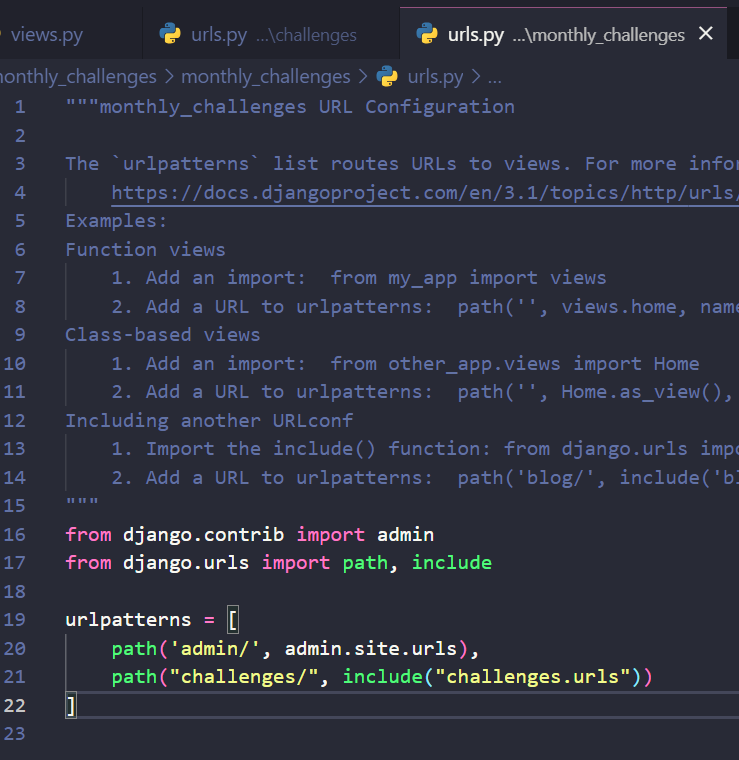 views.py urls.py ...\challenges urls.py ...\monthly_challenges ×
monthly_challenges > monthly_challenges > urls.py > ...
1 """monthly_challenges URL Configuration
2
3 The `urlpatterns` list routes URLs to views. For more
4 https://docs.djangoproject.com/en/3.1/topics/http/urls/
5 Examples:
6 Function views
7 1. Add an import:  from my_app import views
8 2. Add a URL to urlpatterns:  path('', views.home,
9 Class-based views
10 1. Add an import:  from other_app.views import Home
11 2. Add a URL to urlpatterns:  path('', Home.as_view(),
12 Including another URLconf
13 1. Import the include() function: from django.urls
14 2. Add a URL to urlpatterns:  path('blog/',
15 """
16 from django.contrib import admin
17 from django.urls import path, include
18
19 urlpatterns = [
20 path('admin/', admin.site.urls),
21 path("challenges/", include("challenges.urls"))
22 ]
23